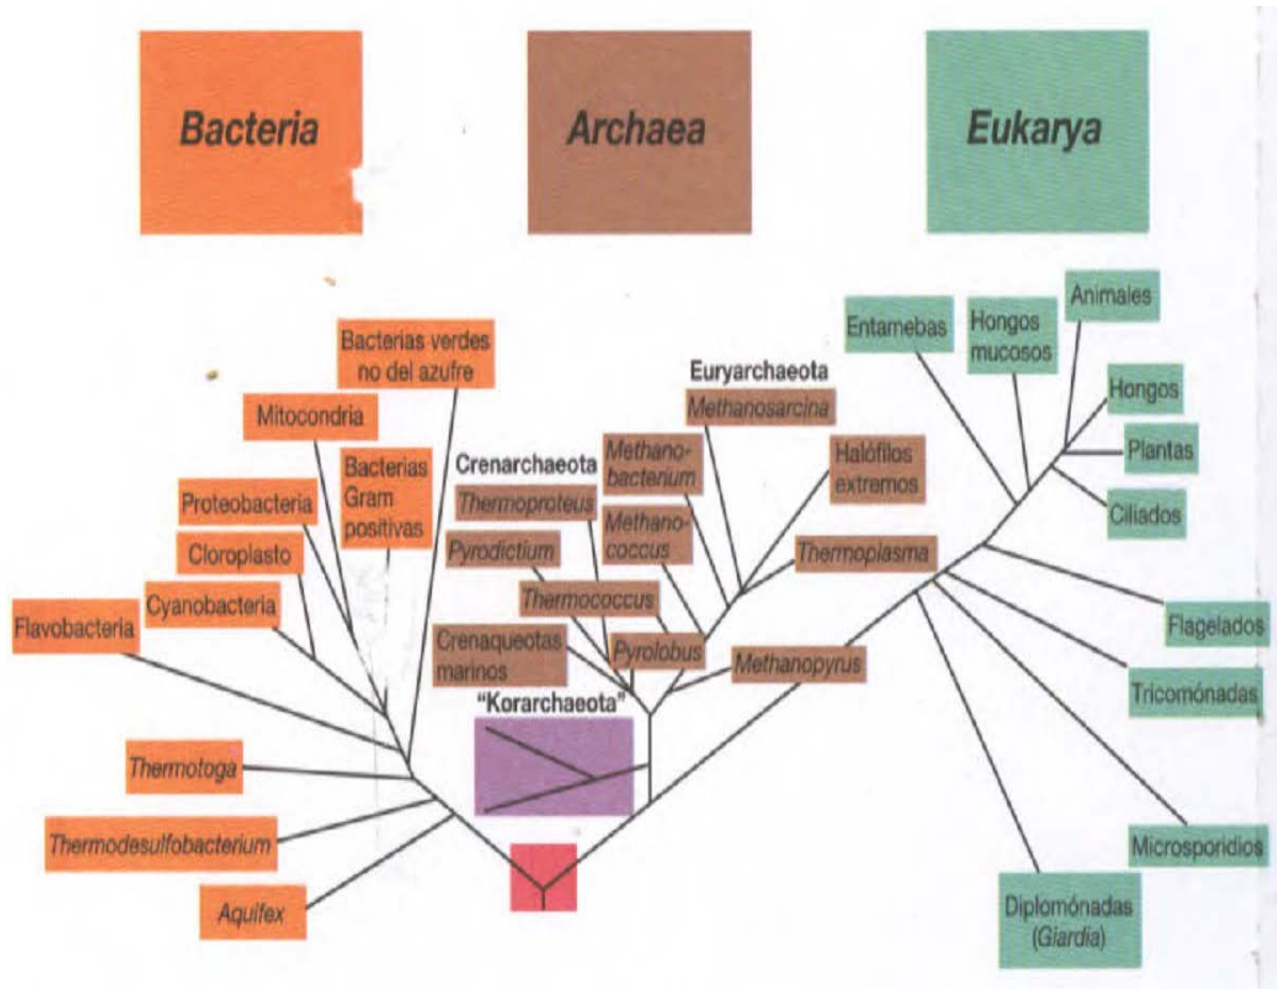 Bacteria
Archaea
Eukarya
Bacterias verdes
no del azufre
Mitocondria
Bacterias
Gram
positivas
Proteobacteria
Cloroplasto
Cyanobacteria
Flavobacteria
Thermotoga
Thermodesulfobacterium
Aquifex
Euryarchaeota
Methanosarcina
Crenarchaeota
Methano-
bacterium
Halófilos
extremos
Thermoproteus
Methano-
coccus
Pyrodictium
Thermoplasma
Thermococcus
Crenaqueotas
marinos
Pyrolobus
Methanopyrus
"Korarchaeota"
Animales
Entamebas
Hongos
mucosos
Hongos
Plantas
Ciliados
Flagelados
Tricomónadas
Microsporidios
Diplomónadas
(Giardia)